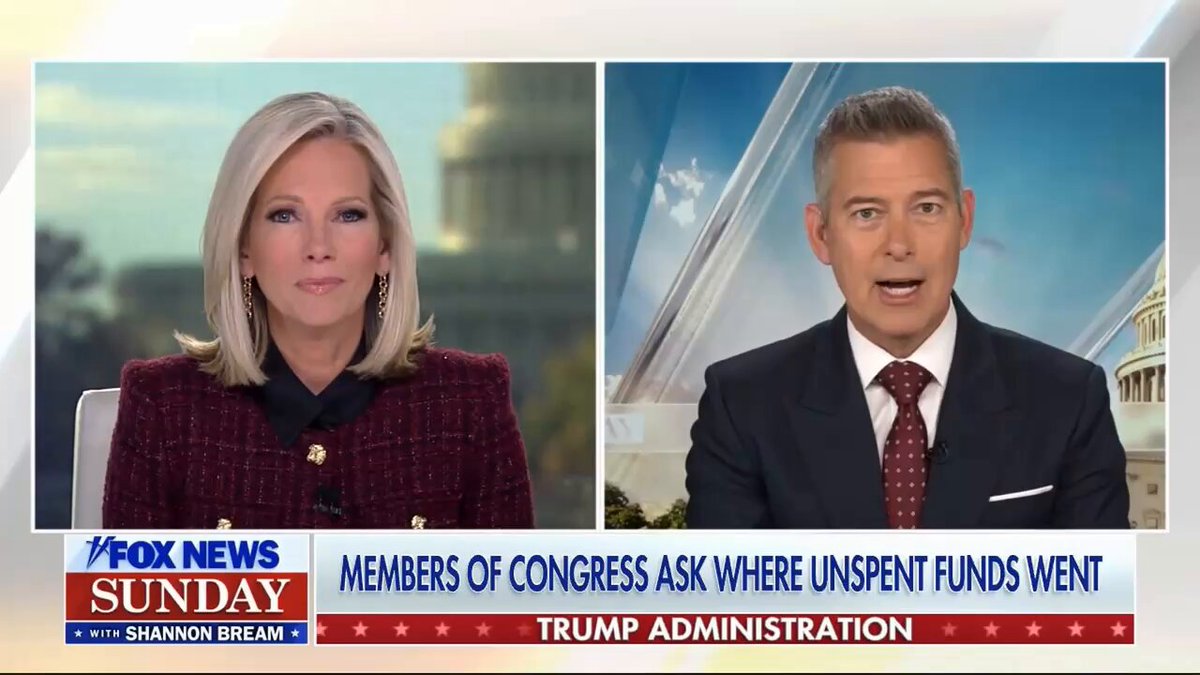 FOX NEWS
SUNDAY
WITH SHANNON BREAM
MEMBERS OF CONGRESS ASK WHERE UNSPENT FUNDS WENT
TRUMP ADMINISTRATION